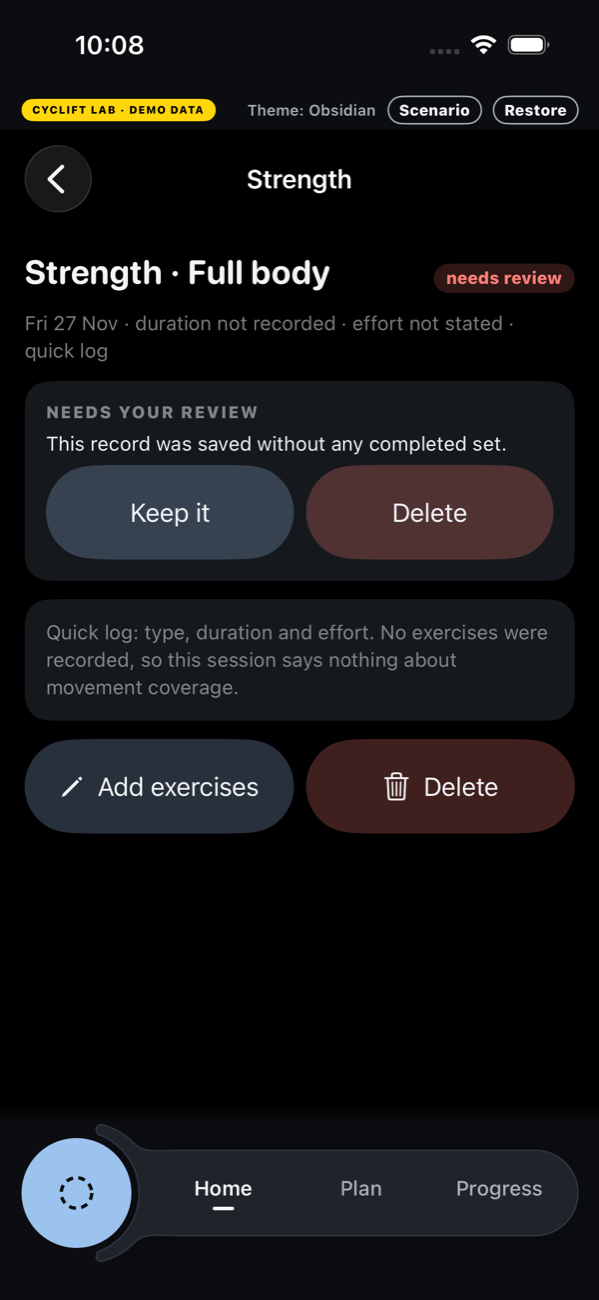 10:08
CYCLIFT LAB · DEMO DATA
Theme: Obsidian
Scenario
Restore
Strength
Strength · Full body
needs review
Fri 27 Nov · duration not recorded · effort not stated ·
quick log
NEEDS YOUR REVIEW
This record was saved without any completed set.
Keep it
Delete
Quick log: type, duration and effort. No exercises were
recorded, so this session says nothing about
movement coverage.
Add exercises
Delete
Home
Plan
Progress